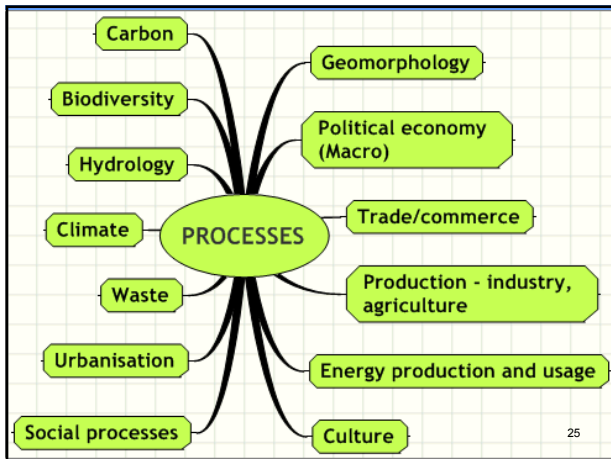 Carbon
Biodiversity
Hydrology
Climate
Waste
Urbanisation
Social processes
PROCESSES
Geomorphology
Political economy
(Macro)
Trade/commerce
Production - industry,
agriculture
Energy production and usage
Culture
25